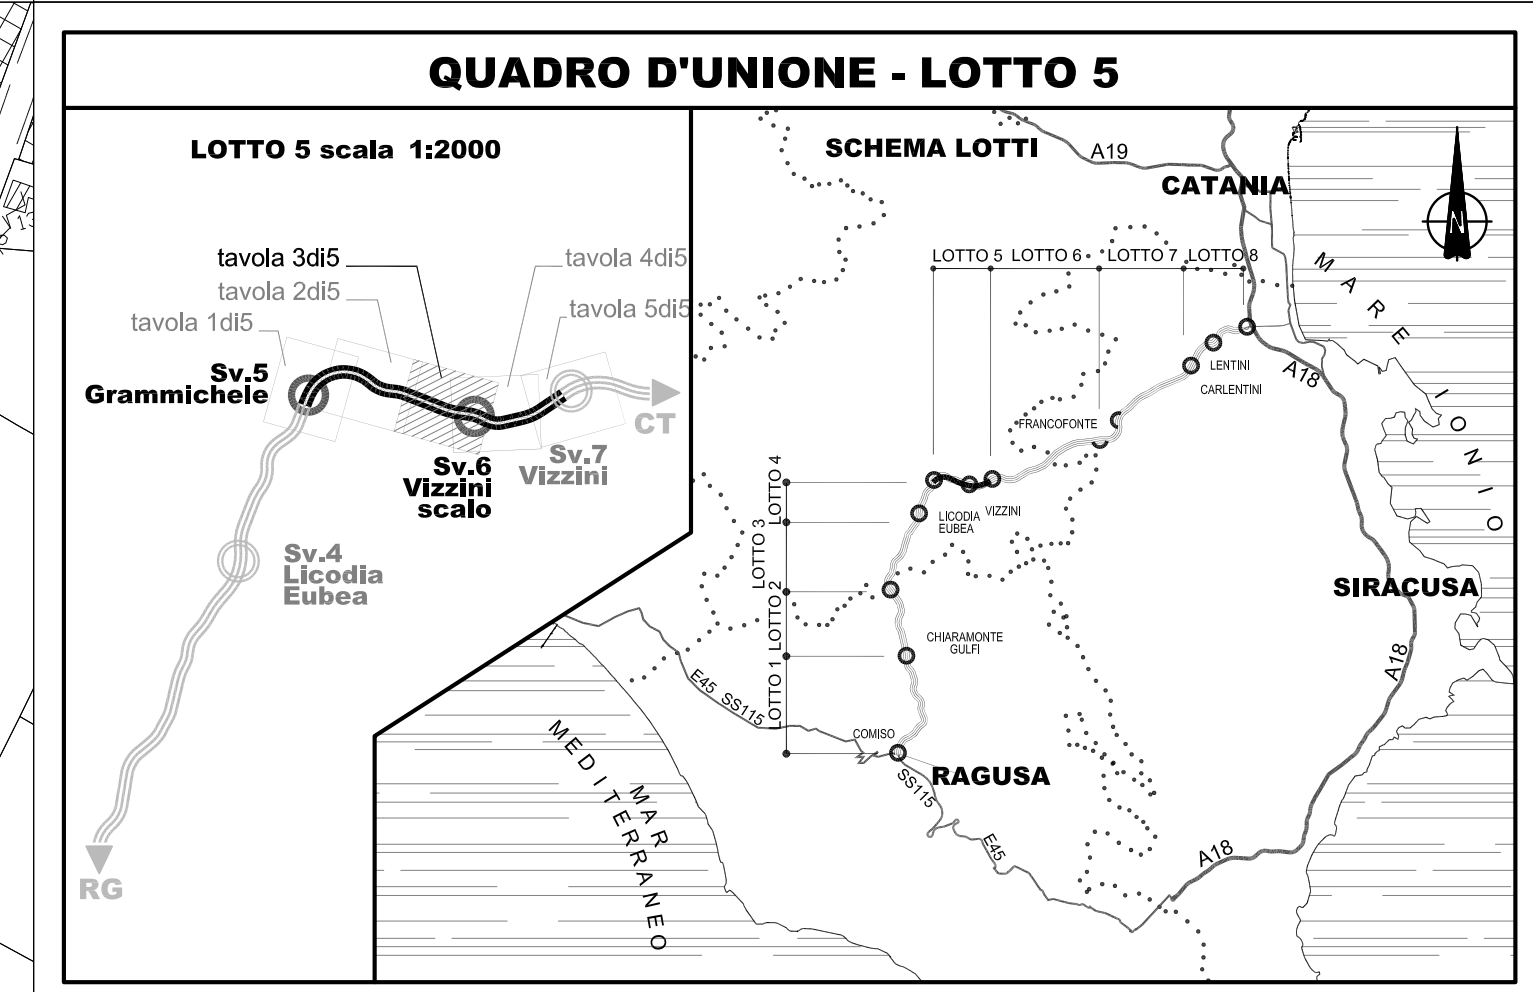 QUADRO D'UNIONE - LOTTO 5
LOTTO 5 scala 1:2000
tavola 3di5
tavola 2di5
tavola 1di5
tavola 4di5
tavola 5di5
Sv.5
Grammichele
CT
Sv.6
Vizzini
scalo
Sv.7
Vizzini
Sv.4
Licodia
Eubea
RG
SCHEMA LOTTI
A19
CATANIA
N
LOTTO 5
LOTTO 6
LOTTO 7
LOTTO 8
MARE IONIO
LENTINI
CARLENTINI
A18
FRANCOFONTE
LOTTO 4
LOTTO 3
LOTTO 2
LOTTO 1
LICODIA
EUBEA
VIZZINI
SIRACUSA
CHIARAMONTE
GULFI
A18
E45
SS115
COMISO
RAGUSA
SS115
E45
A18
MAR
MEDITERRANEO